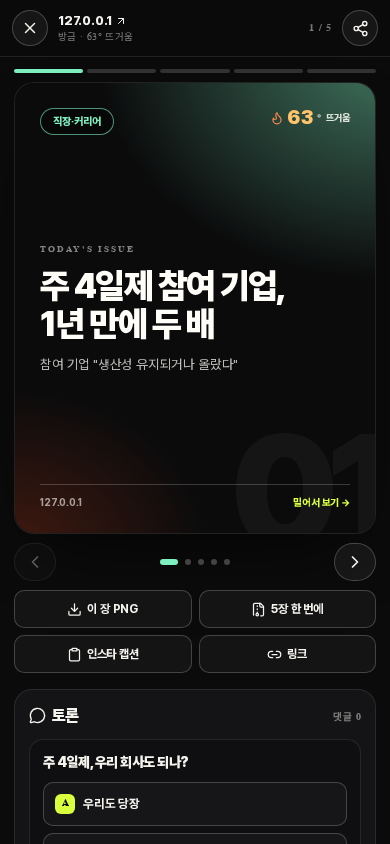 127.0.0.1
방금 · 63° 뜨거움
1 / 5
직장·커리어
63° 뜨거움
TODAY'S ISSUE
주 4일제 참여 기업,
1년 만에 두 배
참여 기업 "생산성 유지되거나 올랐다"
01
127.0.0.1
밀어서 보기 →
이 장 PNG
5장 한 번에
인스타 캡션
링크
토론
댓글 0
주 4일제, 우리 회사도 되나?
A 우리도 당장